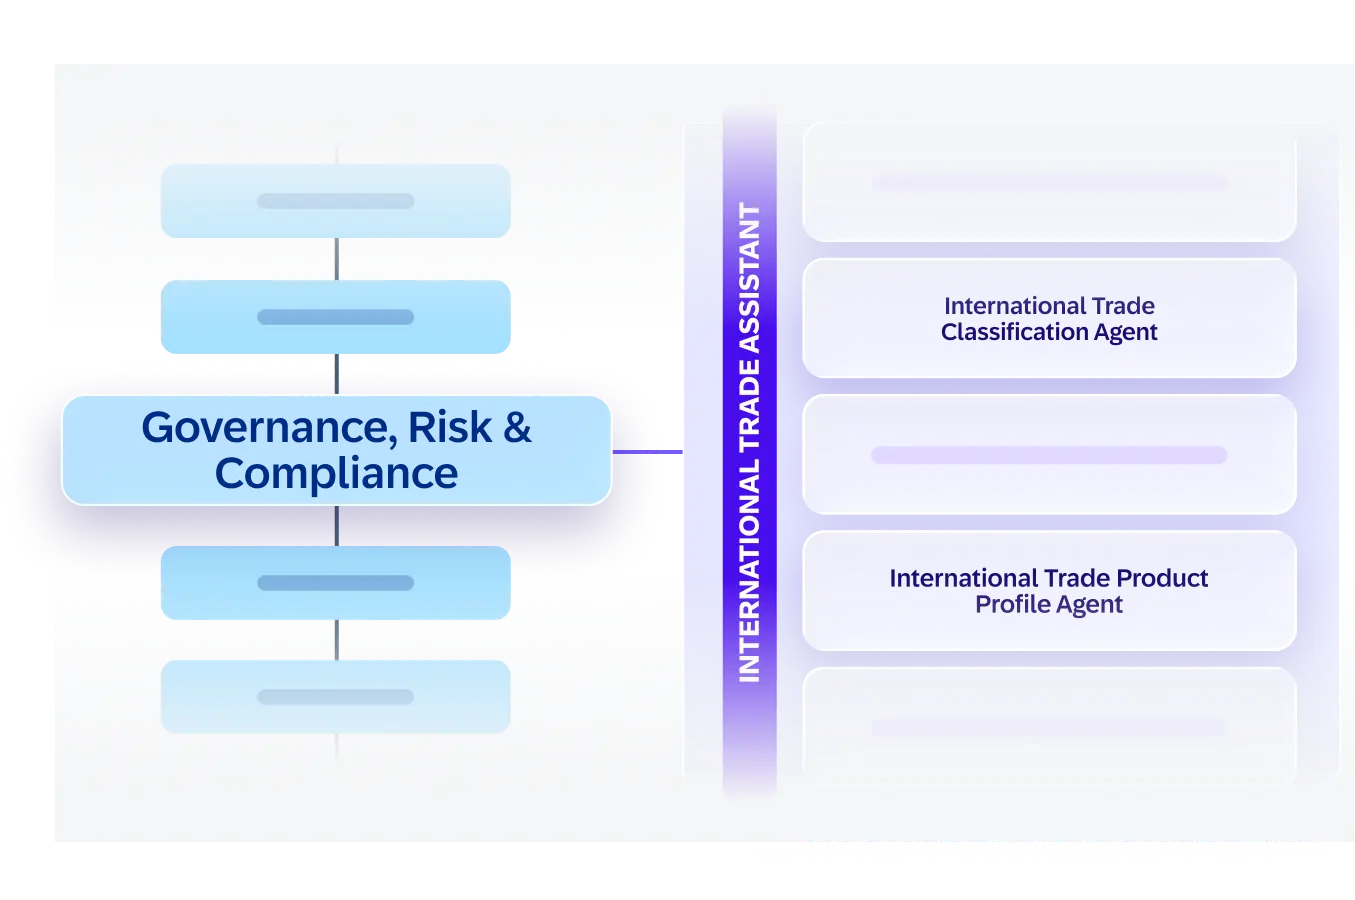 Governance, Risk &
Compliance
INTERNATIONAL TRADE ASSISTANT
International Trade
Classification Agent
International Trade Product
Profile Agent